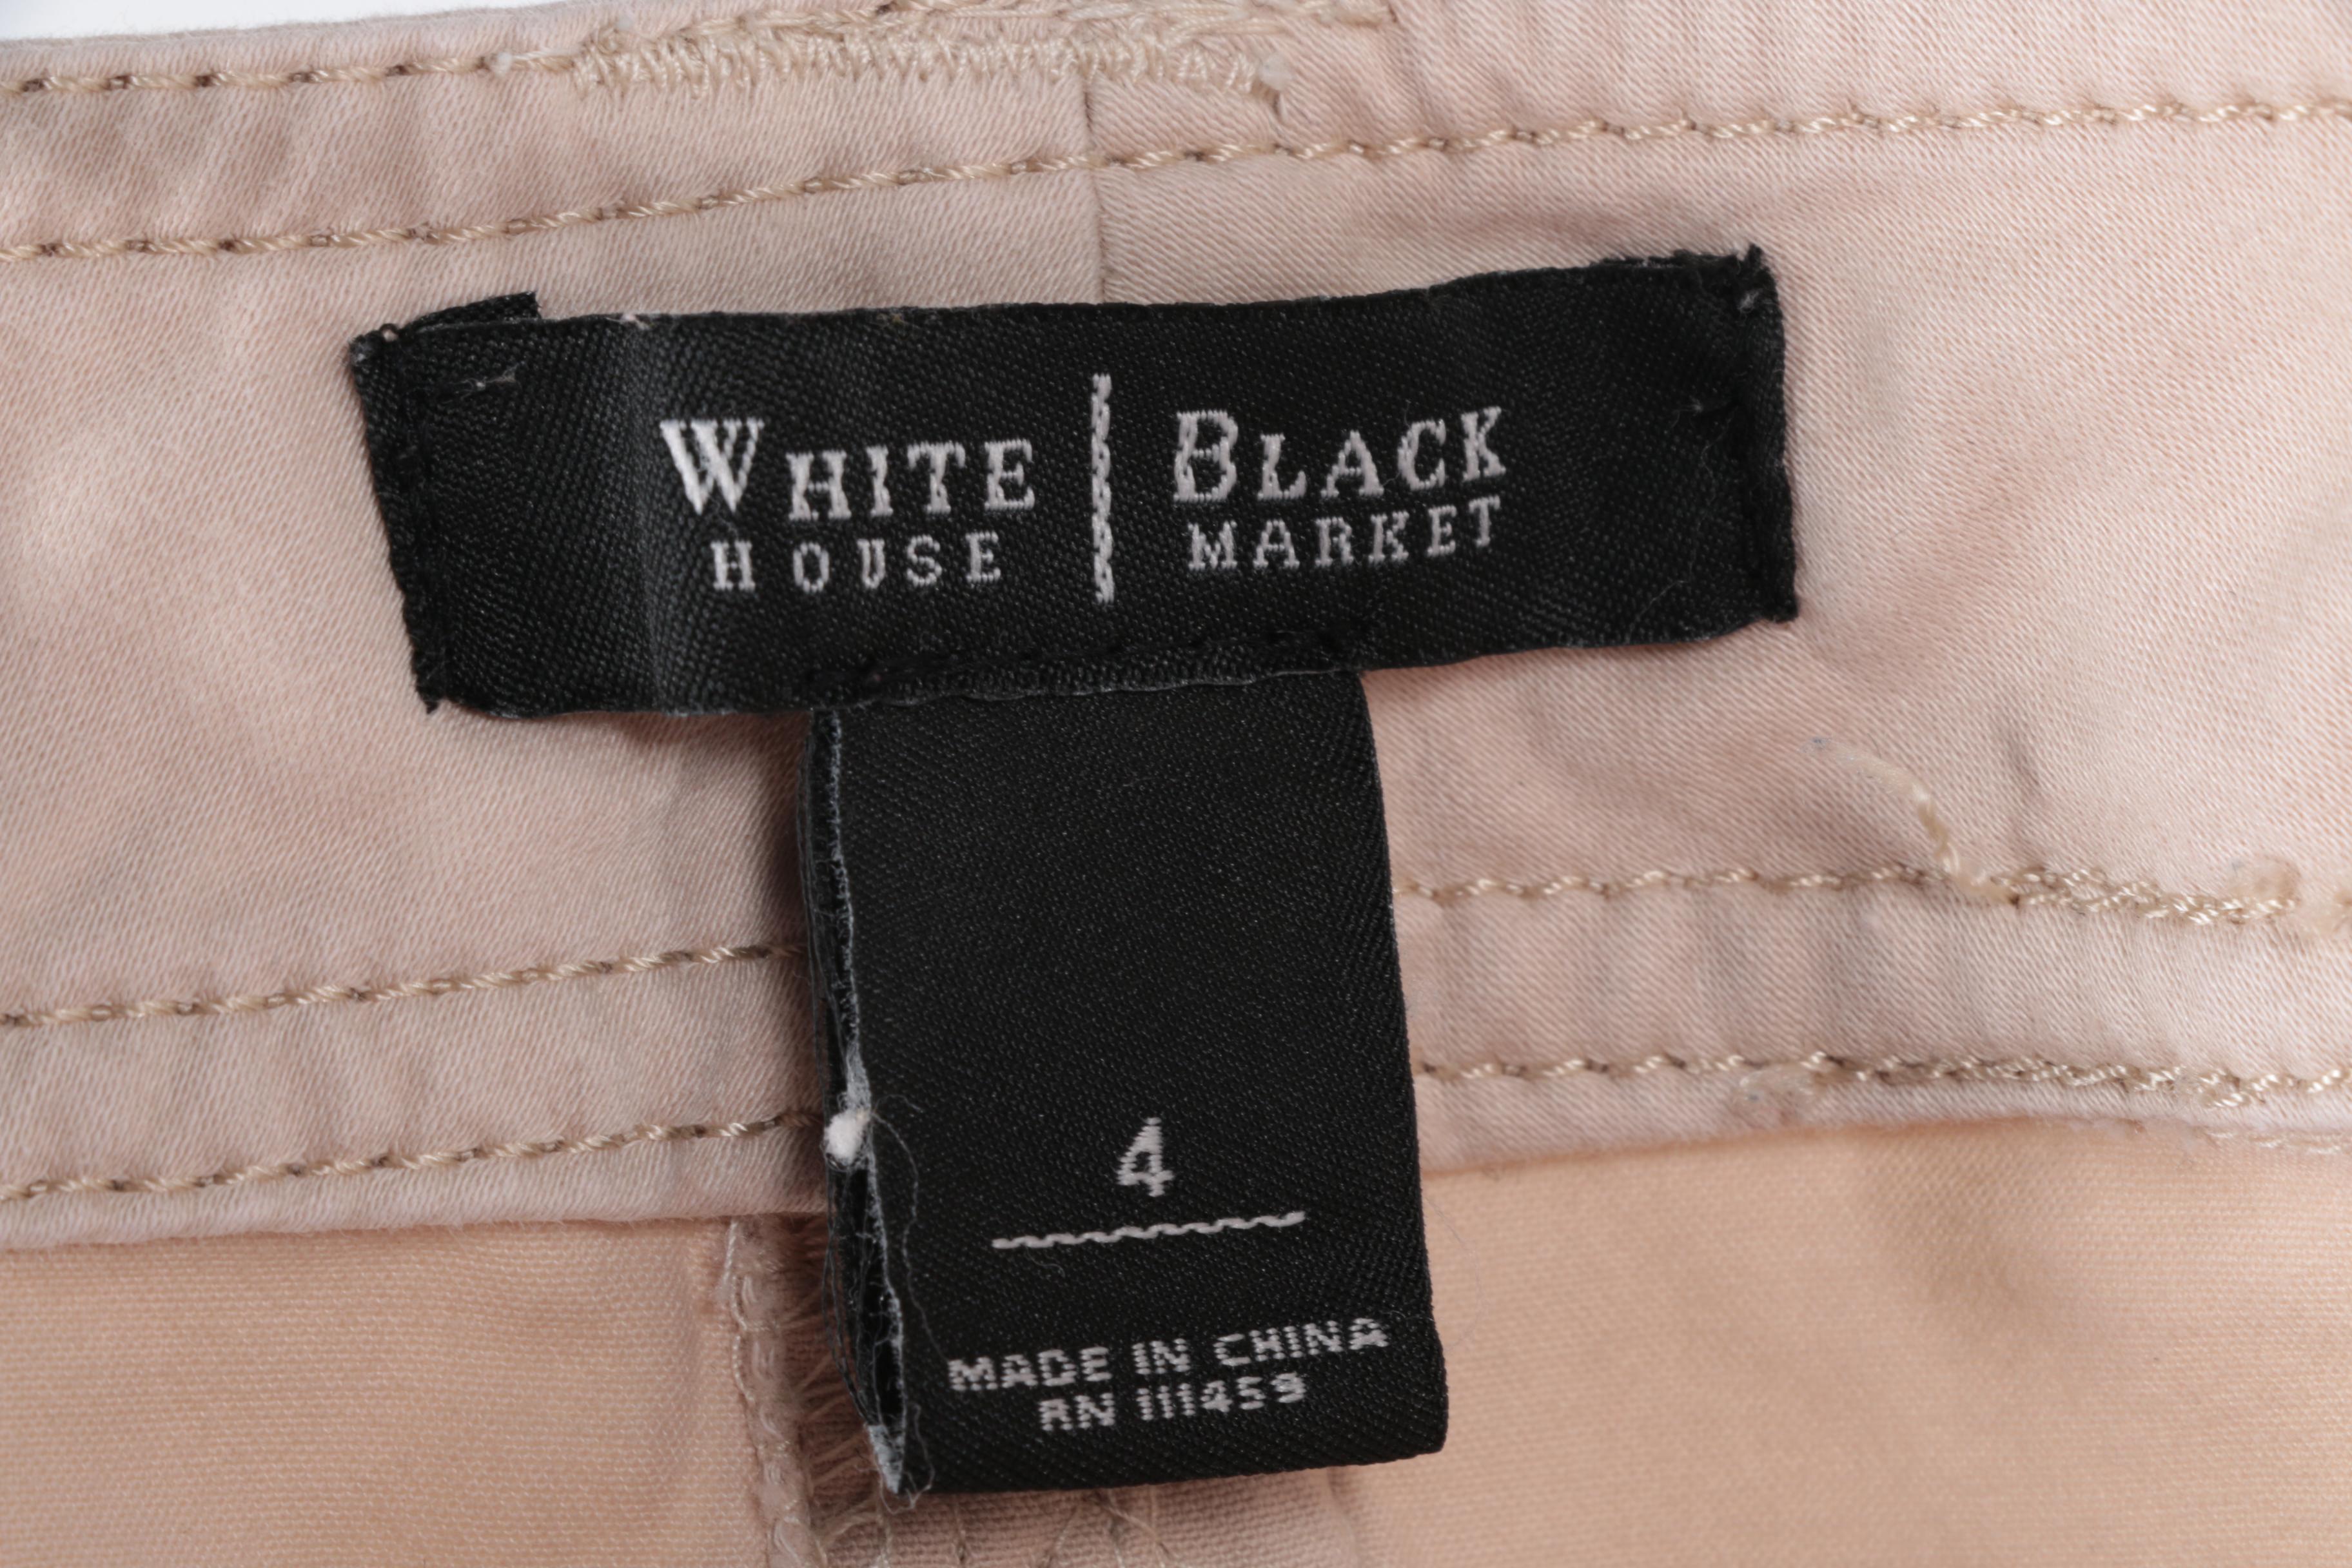 WHITE | BLACK
HOUSE | MARKET
4
MADE IN CHINA
RN 111459